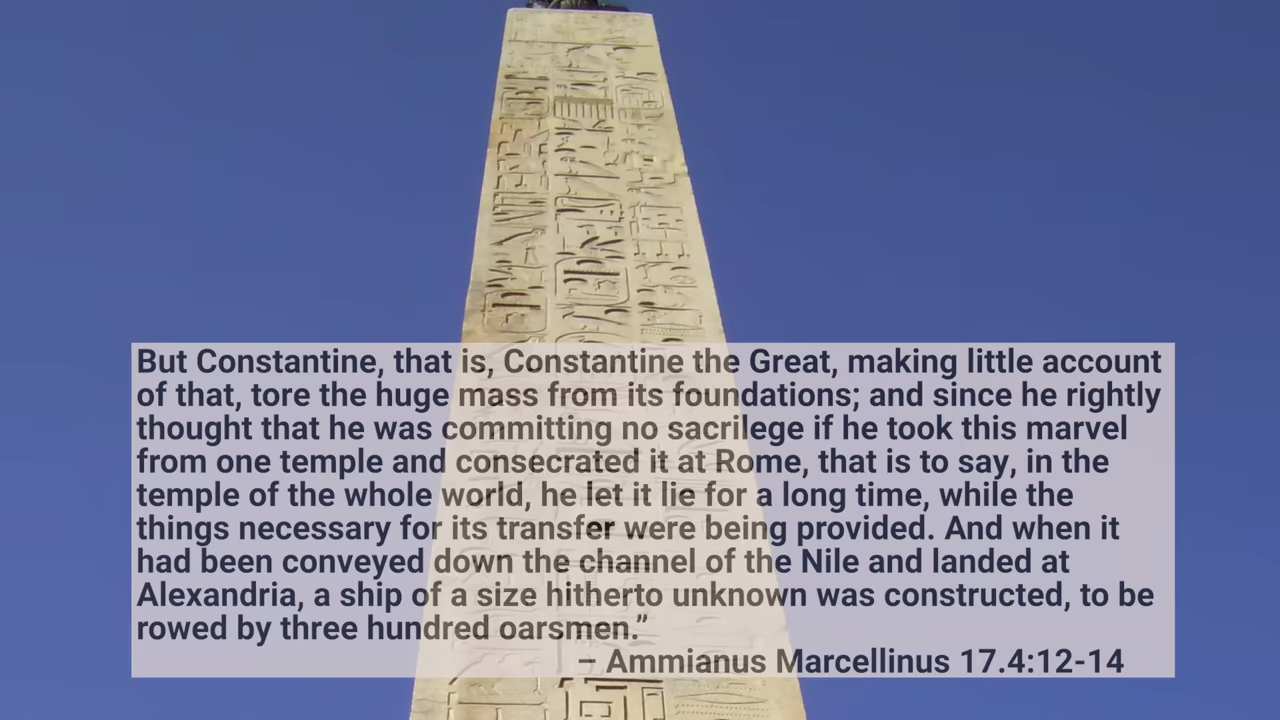 But Constantine, that is, Constantine the Great, making little account
of that, tore the huge mass from its foundations; and since he rightly
thought that he was committing no sacrilege if he took this marvel
from one temple and consecrated it at Rome, that is to say, in the
temple of the whole world, he let it lie for a long time, while the
things necessary for its transfer were being provided. And when it
had been conveyed down the channel of the Nile and landed at
Alexandria, a ship of a size hitherto unknown was constructed, to be
rowed by three hundred oarsmen.”
– Ammianus Marcellinus 17.4:12-14